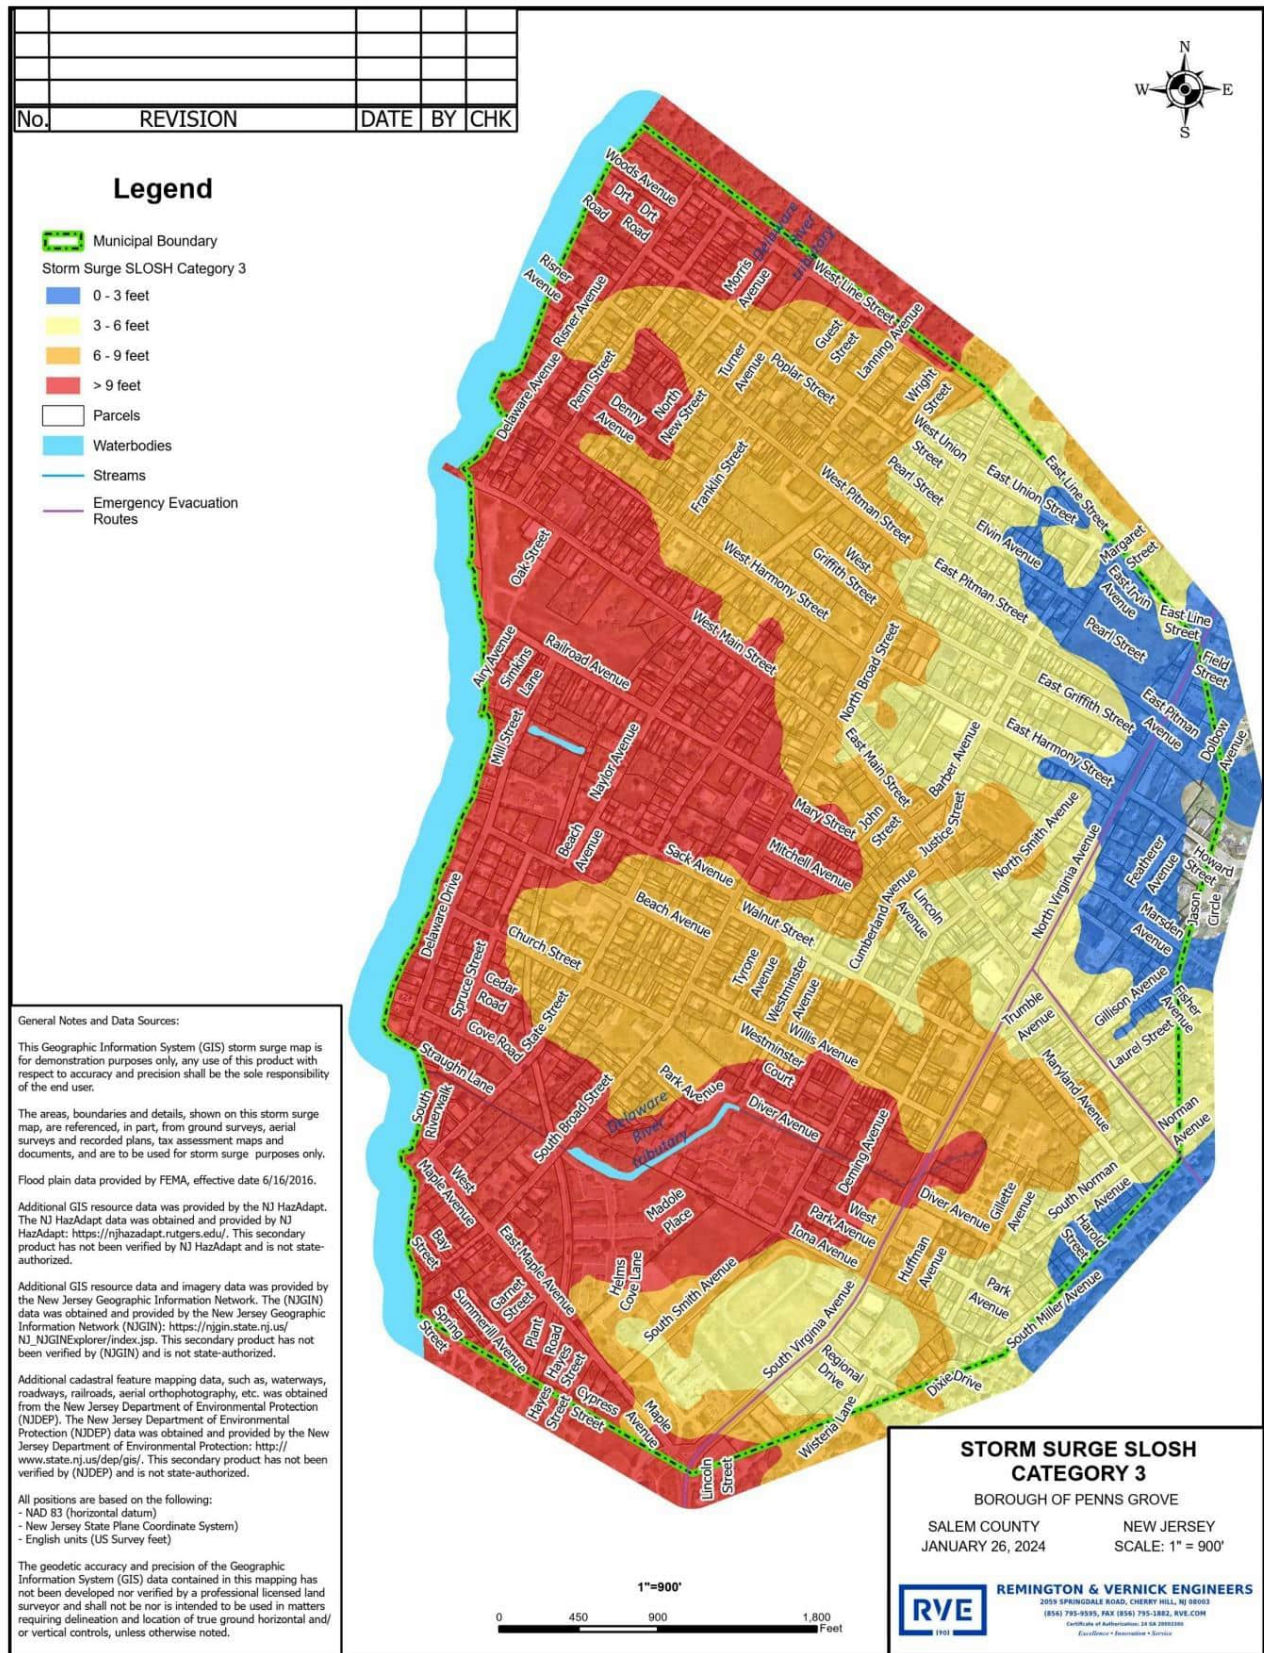 No. REVISION DATE BY CHK
N
W E
S
Legend
Municipal Boundary
Storm Surge SLOSH Category 3
0 - 3 feet
3 - 6 feet
6 - 9 feet
> 9 feet
Parcels
Waterbodies
Streams
Emergency Evacuation
Routes
Woods Avenue
Drt
Road
Drt
Road
Risner
Avenue
Risner Avenue
Morris
Avenue
Delaware
River
tributary
West Line Street
Guest
Street
Lanning Avenue
Turner
Avenue
Poplar Street
Wright
Street
Delaware Avenue
Penn Street
Denny
Avenue
North
New Street
West Union
Street
Pearl Street
East Union Street
East Line Street
Franklin Street
West Pitman Street
Elvin Avenue
Margaret
Street
East Irvin
Avenue
East Line
Street
Field
Street
Oak Street
West Harmony Street
West
Griffith Street
East Pitman Street
Pearl Street
West Main Street
North Broad Street
East Griffith Street
East Pitman
Avenue
Dolbow
Avenue
Airy Avenue
Simkins
Lane
Railroad Avenue
Mill Street
Naylor Avenue
East Main Street
Barber Avenue
East Harmony Street
Mary Street
John
Street
Justice Street
North Smith Avenue
Beach
Avenue
Sack Avenue
Mitchell Avenue
North Virginia Avenue
Featherer
Avenue
Howard
Street
Jason
Circle
Marsden
Avenue
Delaware Drive
Beach Avenue
Walnut Street
Cumberland Avenue
Lincoln
Avenue
Church Street
Tyrone
Avenue
Westminster
Avenue
Spruce Street
Cedar
Road
State Street
Cove Road
Willis Avenue
Trumble
Avenue
Gillison Avenue
Fisher
Avenue
Laurel Street
Straughn Lane
South
Riverwalk
South Broad Street
Park Avenue
Westminster
Court
Maryland Avenue
Delaware
River
tributary
Diver Avenue
Deming Avenue
Norman
Avenue
West
Maple Avenue
Madole
Place
West
Park Avenue
Iona Avenue
Diver Avenue
Gillette
Avenue
South Norman
Avenue
Harold
Street
Bay
Street
East Maple Avenue
Helms
Cove Lane
South Smith Avenue
Huffman
Avenue
Park
Avenue
Garnet
Street
Summerill Avenue
Spring
Street
Plant
Road
Hayes
Street
Hayes
Street
Cypress
Street
Maple
Avenue
South Virginia Avenue
Regional
Drive
South Miller Avenue
Dixie Drive
Wisteria Lane
Lincoln
Street
General Notes and Data Sources:
This Geographic Information System (GIS) storm surge map is
for demonstration purposes only, any use of this product with
respect to accuracy and precision shall be the sole responsibility
of the end user.
The areas, boundaries and details, shown on this storm surge
map, are referenced, in part, from ground surveys, aerial
surveys and recorded plans, tax assessment maps and
documents, and are to be used for storm surge purposes only.
Flood plain data provided by FEMA, effective date 6/16/2016.
Additional GIS resource data was provided by the NJ HazAdapt.
The NJ HazAdapt data was obtained and provided by NJ
HazAdapt: https://njhazadapt.rutgers.edu/. This secondary
product has not been verified by NJ HazAdapt and is not state-
authorized.
Additional GIS resource data and imagery data was provided by
the New Jersey Geographic Information Network. The (NJGIN)
data was obtained and provided by the New Jersey Geographic
Information Network (NJGIN): https://njgin.state.nj.us/
NJ_NJGINExplorer/index.jsp. This secondary product has not
been verified by (NJGIN) and is not state-authorized.
Additional cadastral feature mapping data, such as, waterways,
roadways, railroads, aerial orthophotography, etc. was obtained
from the New Jersey Department of Environmental Protection
(NJDEP). The New Jersey Department of Environmental
Protection (NJDEP) data was obtained and provided by the New
Jersey Department of Environmental Protection: http://
www.state.nj.us/dep/gis/. This secondary product has not been
verified by (NJDEP) and is not state-authorized.
All positions are based on the following:
- NAD 83 (horizontal datum)
- New Jersey State Plane Coordinate System)
- English units (US Survey feet)
The geodetic accuracy and precision of the Geographic
Information System (GIS) data contained in this mapping has
not been developed nor verified by a professional licensed land
surveyor and shall not be nor is intended to be used in matters
requiring delineation and location of true ground horizontal and/
or vertical controls, unless otherwise noted.
1"=900'
0 450 900 1,800
Feet
STORM SURGE SLOSH
CATEGORY 3
BOROUGH OF PENNS GROVE
SALEM COUNTY NEW JERSEY
JANUARY 26, 2024 SCALE: 1" = 900'
RVE
1901
REMINGTON & VERNICK ENGINEERS
2059 SPRINGDALE ROAD, CHERRY HILL, NJ 08003
(856) 795-9595, FAX (856) 795-1882, RVE.COM
Certificate of Authorization:
Excellence • Innovation • Service